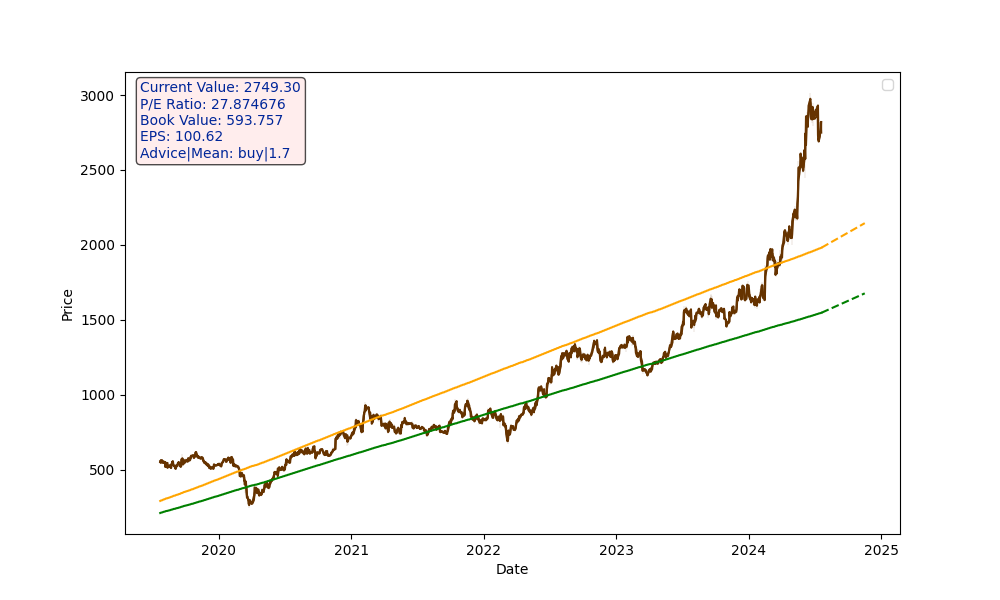 Current Value: 2749.30
P/E Ratio: 27.874676
Book Value: 593.757
EPS: 100.62
Advice|Mean: buy|1.7
3000
2500
2000
1500
1000
500
Price
2020 2021 2022 2023 2024 2025
Date